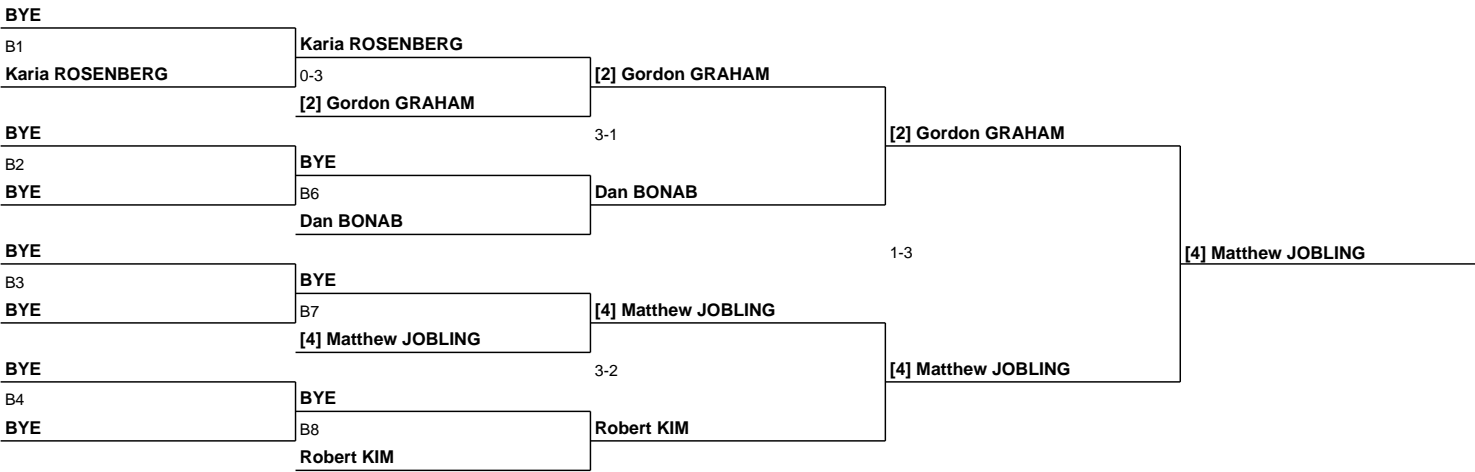 BYE
B1
Karia ROSENBERG
Karia ROSENBERG
0-3
[2] Gordon GRAHAM
[2] Gordon GRAHAM
BYE
B2
BYE
BYE
B6
Dan BONAB
3-1
Dan BONAB
[2] Gordon GRAHAM
BYE
B3
BYE
BYE
B7
[4] Matthew JOBLING
[4] Matthew JOBLING
BYE
B4
BYE
BYE
B8
Robert KIM
3-2
Robert KIM
[4] Matthew JOBLING
1-3
[4] Matthew JOBLING